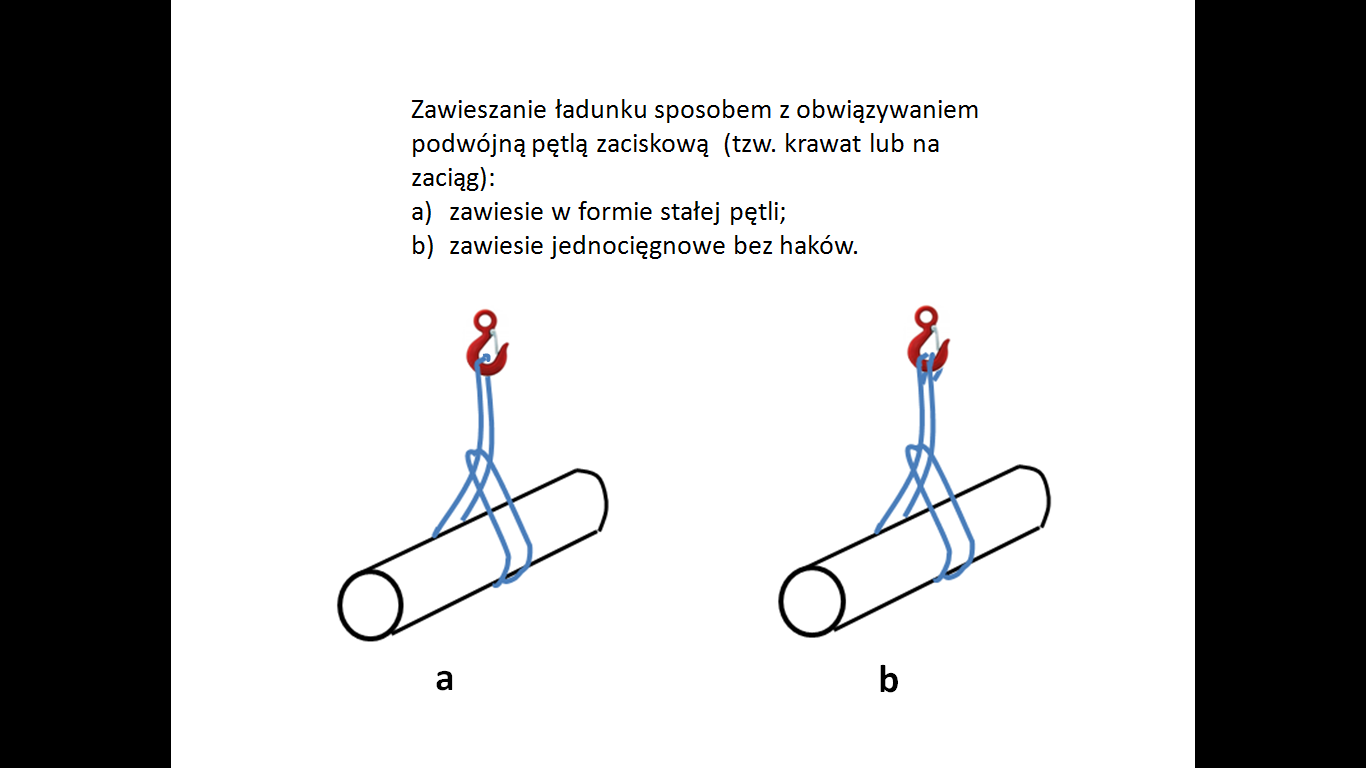 Zawieszanie ładunku sposobem z obwiązywaniem
podwójną pętlą zaciskową (tzw. krawat lub na
zaciąg):
a) zawiesie w formie stałej pętli;
b) zawiesie jednocięgnowe bez haków.
a
b